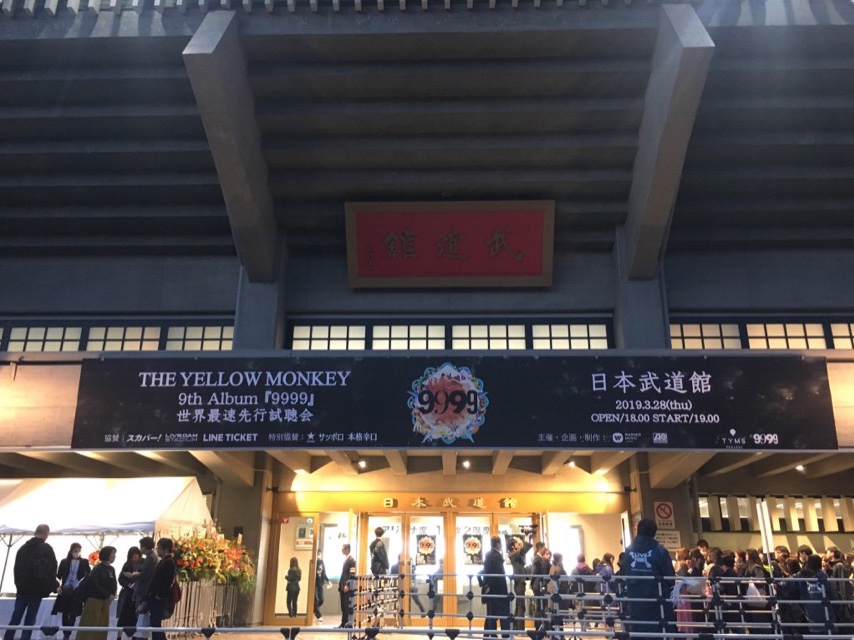 武道館
THE YELLOW MONKEY
9th Album『9999』
世界最速先行試聴会
協賛：スカパー! LINE TICKET 特別協賛：★サッポロ 本格辛口
9999
日本武道館
2019.3.28(thu)
OPEN/18.00 START/19.00
主催・企画・制作：
TYMS
9999
日本武道館
9999
9999